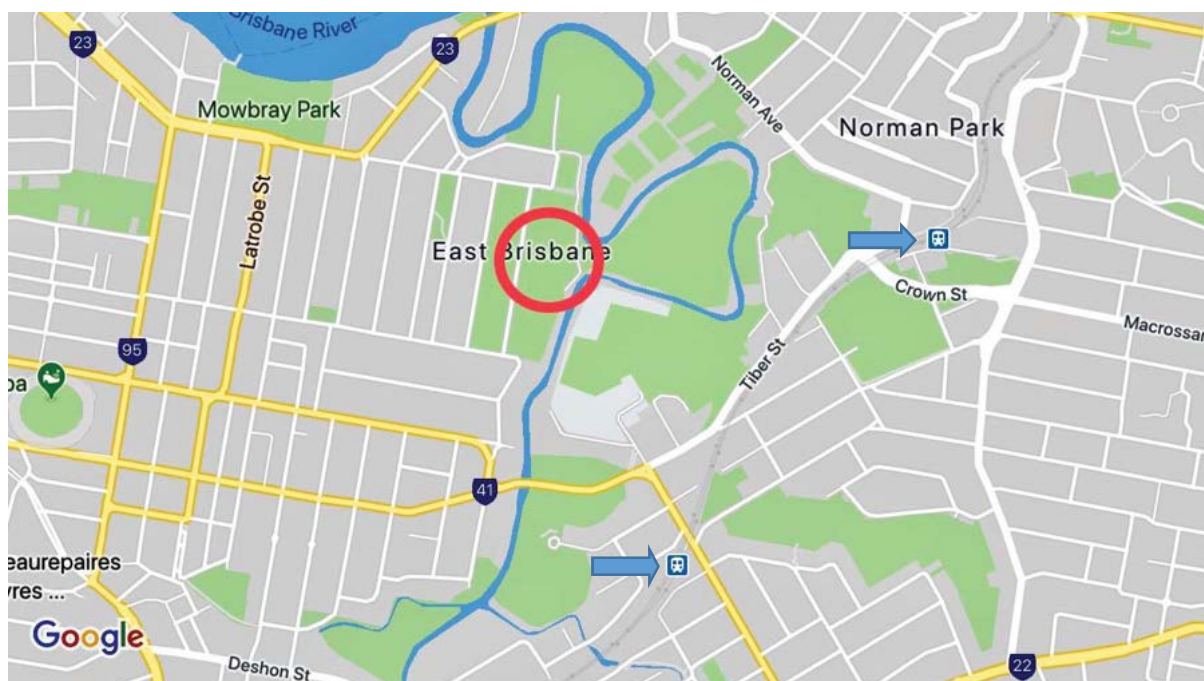 Brisbane River
23
23
Mowbray Park
Norman Ave
Norman Park
Latrobe St
East Brisbane
Crown St
Macrossan
95
Tiber St
41
eaurepaires
yres ...
Google
Deshon St
22